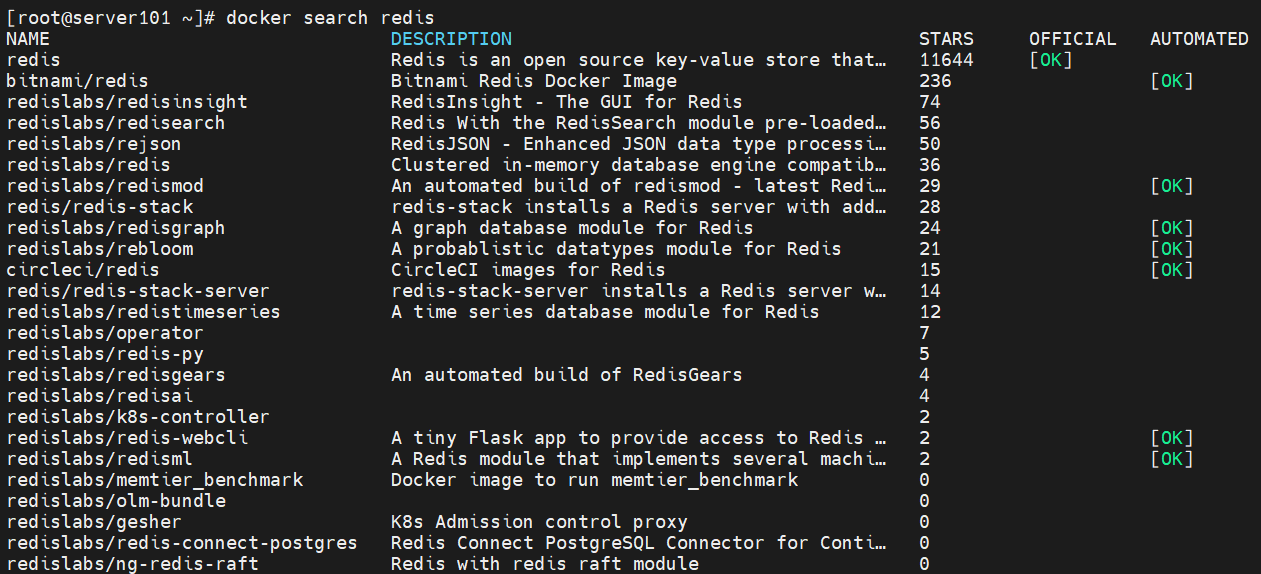 [root@server101 ~]# docker search redis
NAME DESCRIPTION STARS OFFICIAL AUTOMATED
redis Redis is an open source key-value store that… 11644 [OK]
bitnami/redis Bitnami Redis Docker Image 236 [OK]
redislabs/redisinsight RedisInsight - The GUI for Redis 74
redislabs/redisearch Redis With the RedisSearch module pre-loaded… 56
redislabs/rejson RedisJSON - Enhanced JSON data type processi… 50
redislabs/redis Clustered in-memory database engine compatib… 36
redislabs/redismod An automated build of redismod - latest Redi… 29 [OK]
redis/redis-stack redis-stack installs a Redis server with add… 28
redislabs/redisgraph A graph database module for Redis 24 [OK]
redislabs/rebloom A probablistic datatypes module for Redis 21 [OK]
circleci/redis CircleCI images for Redis 15 [OK]
redis/redis-stack-server redis-stack-server installs a Redis server w… 14
redislabs/redistimeseries A time series database module for Redis 12
redislabs/operator 7
redislabs/redis-py 5
redislabs/redisgears An automated build of RedisGears 4
redislabs/redisai 4
redislabs/k8s-controller 2
redislabs/redis-webcli A tiny Flask app to provide access to Redis … 2 [OK]
redislabs/redisml A Redis module that implements several machi… 2 [OK]
redislabs/memtier_benchmark Docker image to run memtier_benchmark 0
redislabs/olm-bundle 0
redislabs/gesher K8s Admission control proxy 0
redislabs/redis-connect-postgres Redis Connect PostgreSQL Connector for Conti… 0
redislabs/ng-redis-raft Redis with redis raft module 0